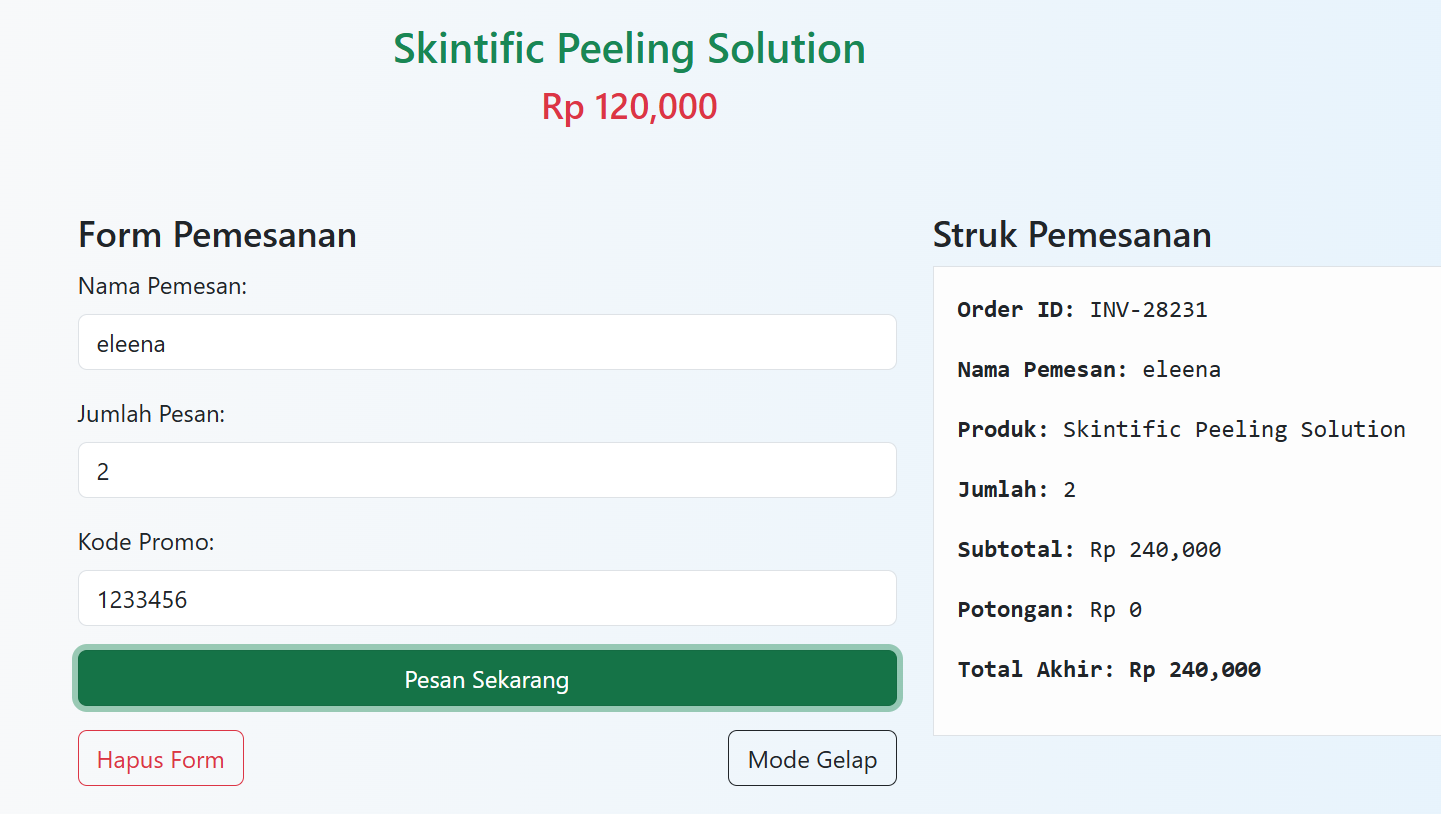 Skintific Peeling Solution
Rp 120,000
Form Pemesanan
Nama Pemesan:
eleena
Jumlah Pesan:
2
Kode Promo:
1233456
Pesan Sekarang
Hapus Form
Mode Gelap
Struk Pemesanan
Order ID: INV-28231
Nama Pemesan: eleena
Produk: Skintific Peeling Solution
Jumlah: 2
Subtotal: Rp 240,000
Potongan: Rp 0
Total Akhir: Rp 240,000